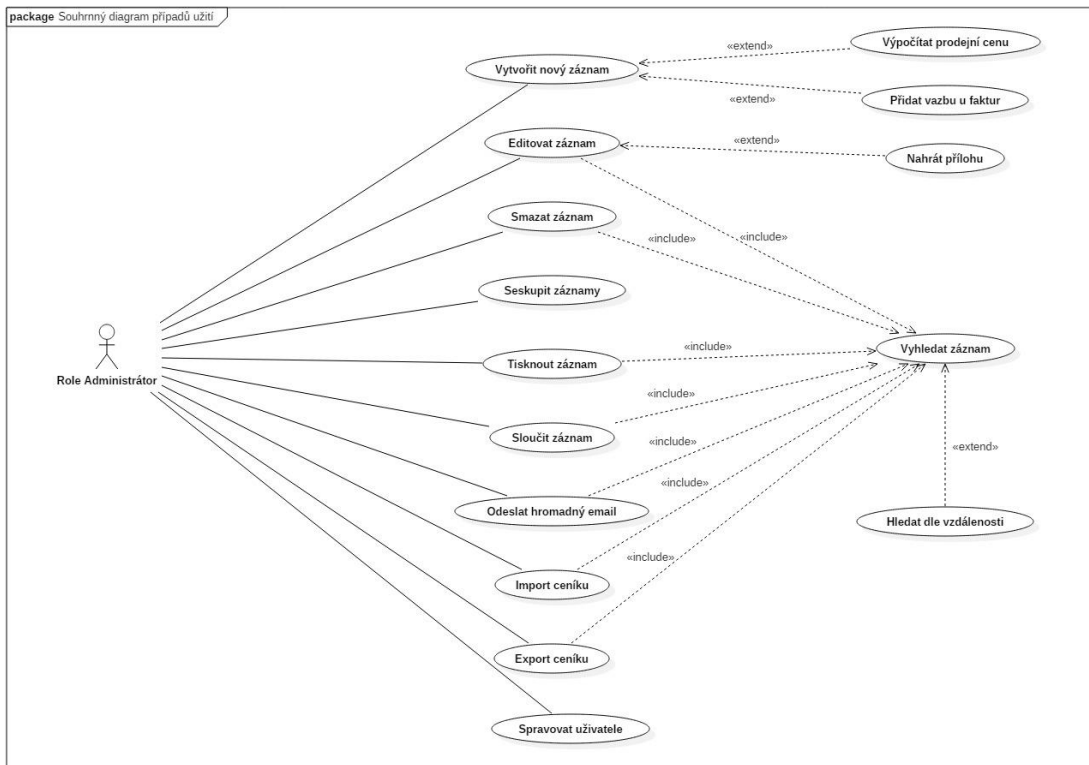 package Souhrnný diagram případů užití
«extend»
Výpočítat prodejní cenu
Vytvořit nový záznam
«extend»
Přidat vazbu u faktur
Editovat záznam
«extend»
Nahrát přílohu
Smazat záznam
«include»
«include»
Seskupit záznamy
Role Administrátor
Tisknout záznam
«include»
Vyhledat záznam
«include»
Sloučit záznam
«include»
«extend»
«include»
Odeslat hromadný email
Hledat dle vzdálenosti
«include»
Import ceníku
Export ceníku
Spravovat uživatele